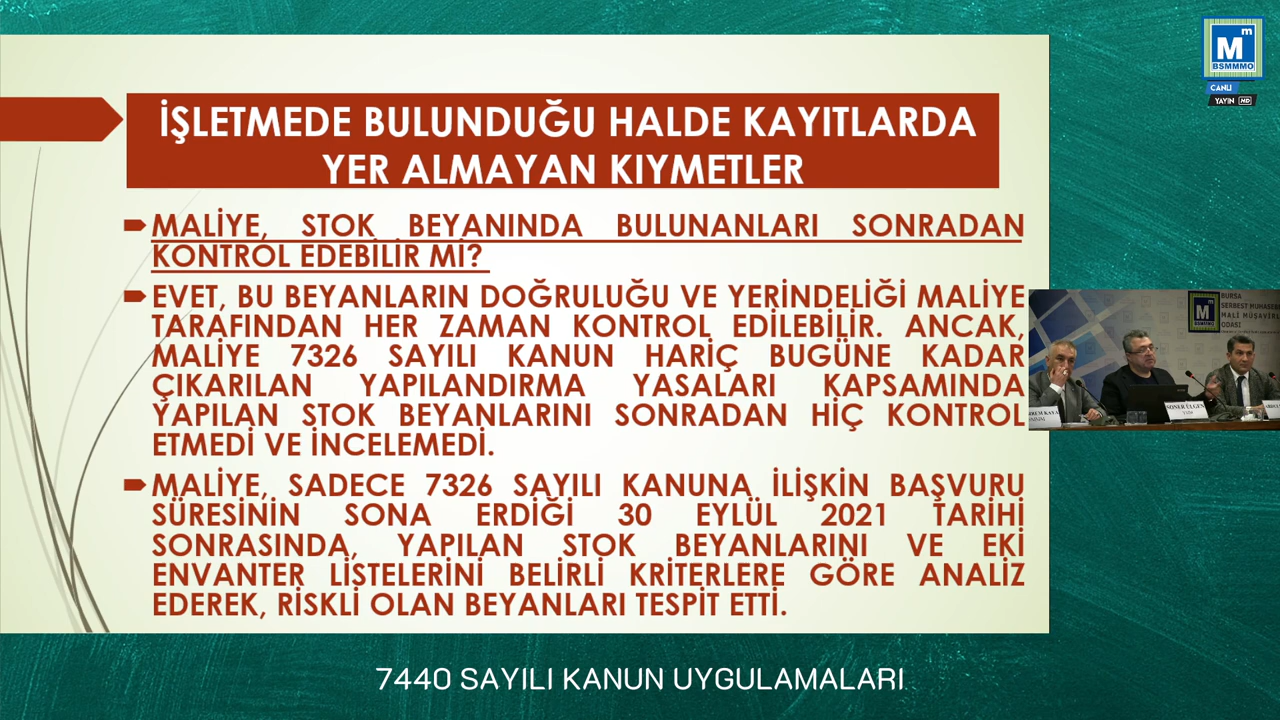 M m
BSMMMO
CANLI
YAYIN HD
İŞLETMEDE BULUNDUĞU HALDE KAYITLARDA
YER ALMAYAN KIYMETLER
MALİYE, STOK BEYANINDA BULUNANLARI SONRADAN
KONTROL EDEBİLİR Mİ?
EVET, BU BEYANLARIN DOĞRULUĞU VE YERİNDELİĞİ MALİYE
TARAFINDAN HER ZAMAN KONTROL EDİLEBİLİR. ANCAK,
MALİYE 7326 SAYILI KANUN HARİÇ BUGÜNE KADAR
ÇIKARILAN YAPILANDIRMA YASALARI KAPSAMINDA
YAPILAN STOK BEYANLARINI SONRADAN HİÇ KONTROL
ETMEDİ VE İNCELEMEDİ.
MALİYE, SADECE 7326 SAYILI KANUNA İLİŞKİN BAŞVURU
SÜRESİNİN SONA ERDİĞİ 30 EYLÜL 2021 TARİHİ
SONRASINDA, YAPILAN STOK BEYANLARINI VE EKİ
ENVANTER LİSTELERİNİ BELİRLİ KRİTERLERE GÖRE ANALİZ
EDEREK, RİSKLİ OLAN BEYANLARI TESPİT ETTİ.
BURSA
SERBEST MUHASEBE
MALİ MÜŞAVİRL
ODASI
SONER ÜLGEN
7440 SAYILI KANUN UYGULAMALARI